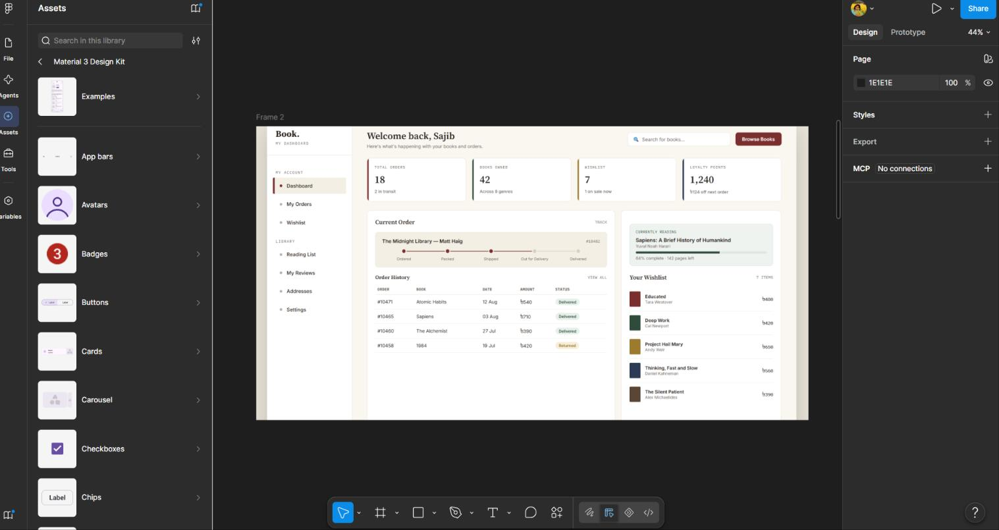 Assets
Search in this library
Material 3 Design Kit
Examples
App bars
Avatars
3
Badges
Buttons
Cards
Carousel
Checkboxes
Label
Chips
File
Agents
Assets
Tools
ariables
Frame 2
Book.
MY DASHBOARD
MY ACCOUNT
Dashboard
My Orders
Wishlist
LIBRARY
Reading List
My Reviews
Addresses
Settings
Welcome back, Sajib
Here's what's happening with your books and orders.
Search for books...
Browse Books
TOTAL ORDERS
18
2 in transit
BOOKS OWNED
42
Across 9 genres
WISHLIST
7
1 on sale now
LOYALTY POINTS
1,240
৳124 off next order
Current Order TRACK
The Midnight Library — Matt Haig #10482
Ordered Packed Shipped Out for Delivery Delivered
Order History VIEW ALL
ORDER BOOK DATE AMOUNT STATUS
#10471 Atomic Habits 12 Aug ৳540 Delivered
#10465 Sapiens 03 Aug ৳710 Delivered
#10460 The Alchemist 27 Jul ৳390 Delivered
#10458 1984 19 Jul ৳420 Returned
CURRENTLY READING
Sapiens: A Brief History of Humankind
Yuval Noah Harari
64% complete · 142 pages left
Your Wishlist 7 ITEMS
Educated
Tara Westover
Deep Work ৳420
Cal Newport
Project Hail Mary ৳650
Andy Weir
Thinking, Fast and Slow ৳560
Daniel Kahneman
The Silent Patient ৳390
Alex Michaelides
Share
Design Prototype 44%
Page
1E1E1E 100 %
Styles
Export
MCP No connections
T
?